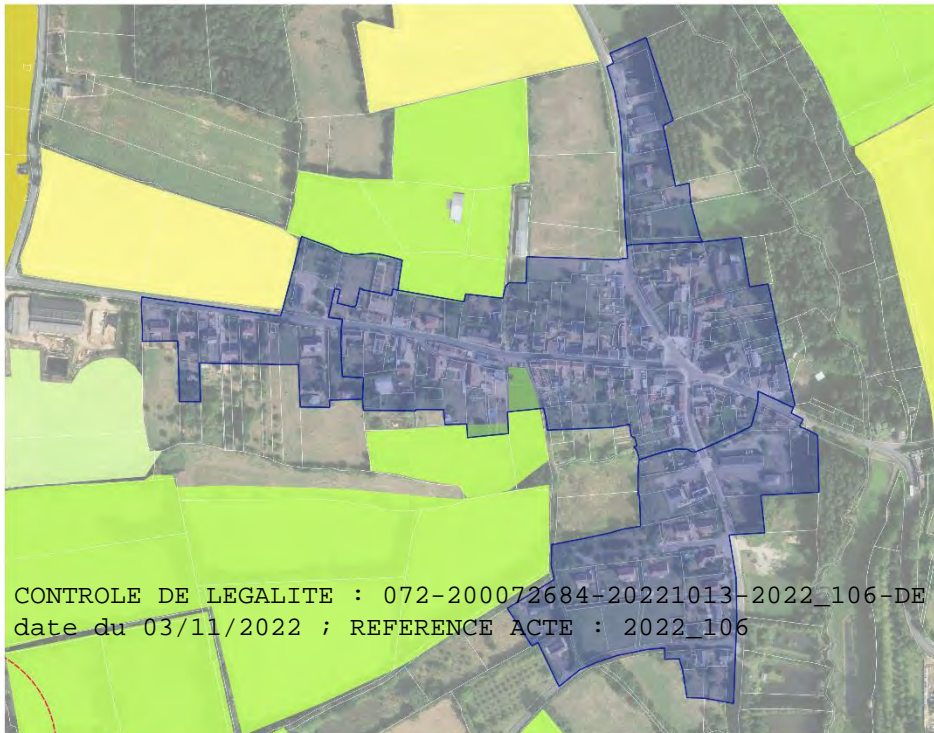 CONTROLE DE LEGALITE : 072-200072684-20221013-2022_106-DE
date du 03/11/2022 ; REFERENCE ACTE : 2022_106